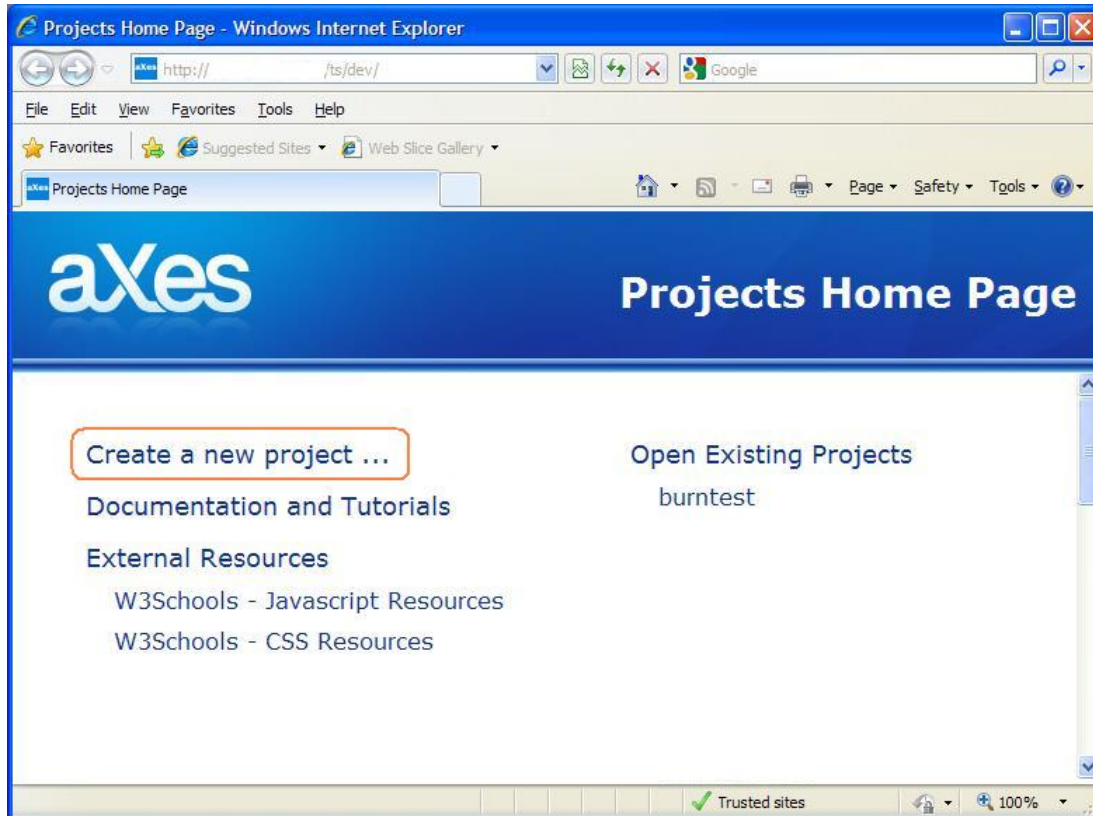 Projects Home Page - Windows Internet Explorer
http:// /ts/dev/ Google
File Edit View Favorites Tools Help
Favorites Suggested Sites Web Slice Gallery
aXes Projects Home Page Page Safety Tools
aXes Projects Home Page
Create a new project ...
Documentation and Tutorials
External Resources
W3Schools - Javascript Resources
W3Schools - CSS Resources
Open Existing Projects
burntest
Trusted sites 100%